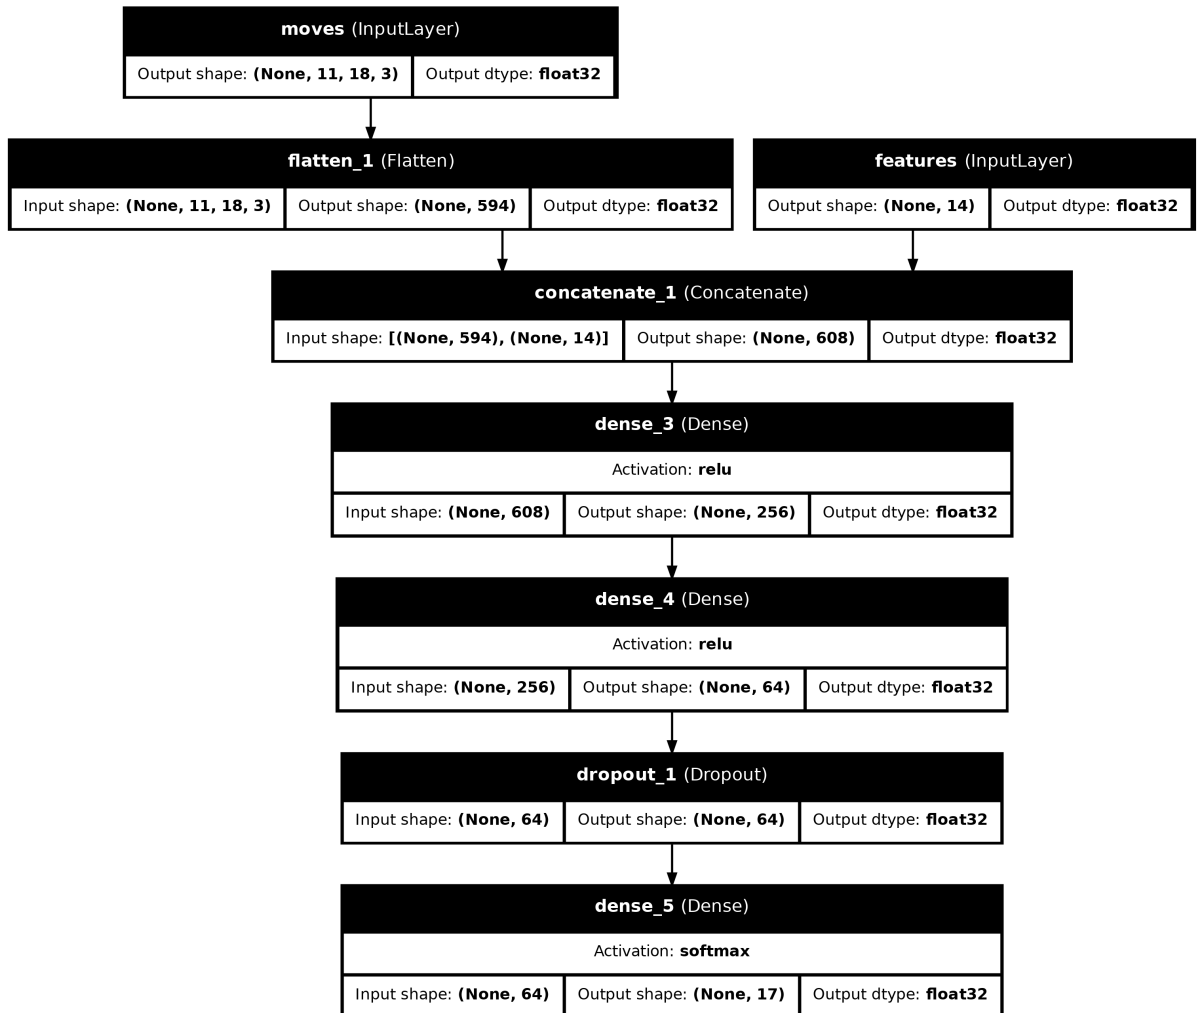 moves (InputLayer)
Output shape: (None, 11, 18, 3) Output dtype: float32
flatten_1 (Flatten)
Input shape: (None, 11, 18, 3) Output shape: (None, 594) Output dtype: float32
features (InputLayer)
Output shape: (None, 14) Output dtype: float32
concatenate_1 (Concatenate)
Input shape: [(None, 594), (None, 14)] Output shape: (None, 608) Output dtype: float32
dense_3 (Dense)
Activation: relu
Input shape: (None, 608) Output shape: (None, 256) Output dtype: float32
dense_4 (Dense)
Activation: relu
Input shape: (None, 256) Output shape: (None, 64) Output dtype: float32
dropout_1 (Dropout)
Input shape: (None, 64) Output shape: (None, 64) Output dtype: float32
dense_5 (Dense)
Activation: softmax
Input shape: (None, 64) Output shape: (None, 17) Output dtype: float32